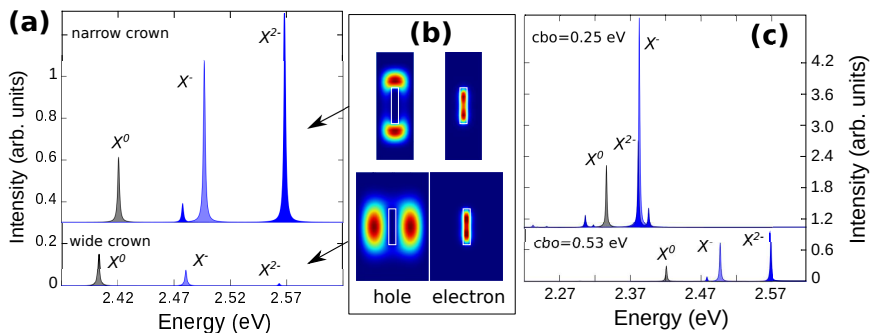 (a)
narrow crown
X0
X-
X2-
1
0.8
0.6
0.4
0.2
0
wide crown
X0
X-
X2-
2.42 2.47 2.52 2.57
Energy (eV)
Intensity (arb. units)
(b)
hole electron
(c)
cbo=0.25 eV
X-
X2-
X0
4.2
3.6
3.0
2.4
1.8
1.2
cbo=0.53 eV
X0
X-
X2-
0.6
0
2.27 2.37 2.47 2.57
Energy (eV)
Intensity (arb. units)